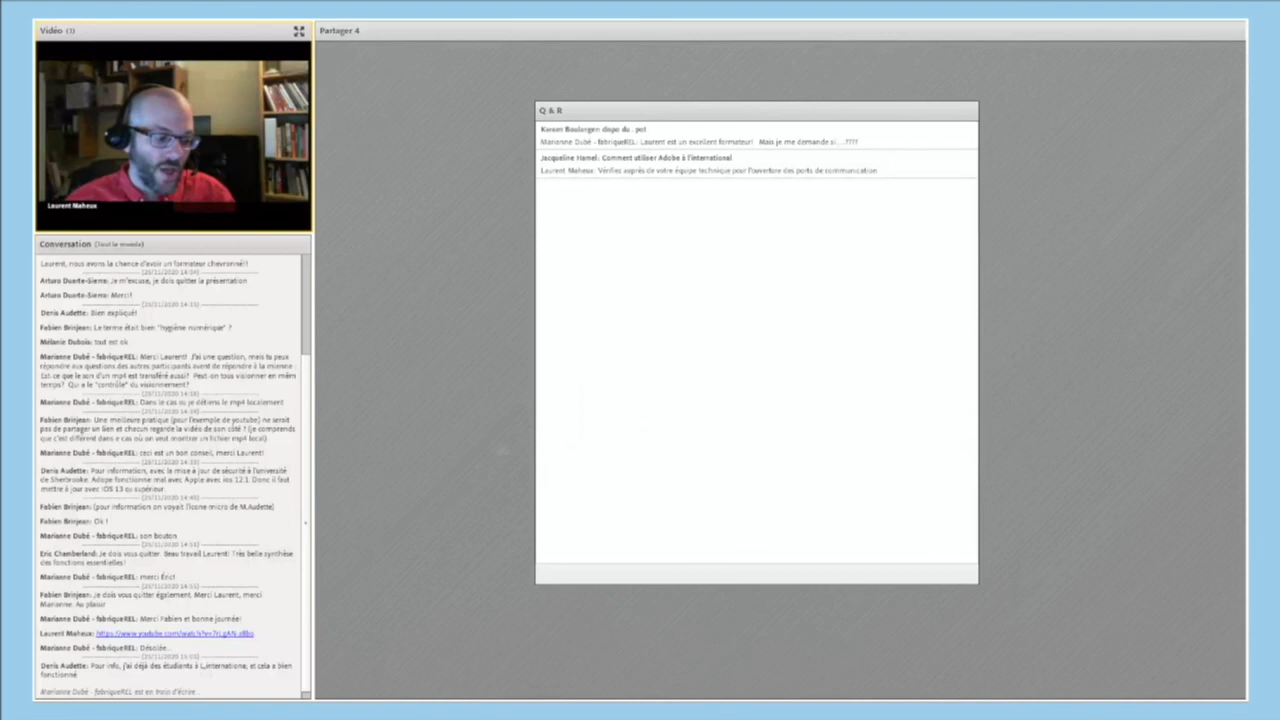 Vidéo (1)
Laurent Maheux
Conversation (Tout le monde)
Laurent, nous avons la chance d'avoir un formateur chevronné!!
Arturo Duarte-Sierra: Je m'excuse, je dois quitter la présentation
Arturo Duarte-Sierra: Merci!
Denis Audette: Bien expliqué!
Fabien Brinjean: Le terme était bien "hygiène numérique" ?
Mélanie Dubois: tout est ok
Marianne Dubé - fabriqueREL: Merci Laurent! J'ai une question, mais tu peux
répondre aux questions des autres participants avant de répondre à la mienne
Est-ce que le son d'un mp4 est transféré aussi? Peut-on tous visionner en mêm
temps? Qui a le "contrôle" du visionnement?
Marianne Dubé - fabriqueREL: Dans le cas où je détiens le mp4 localement
Fabien Brinjean: Une meilleure pratique (pour l'exemple de youtube) ne serait
pas de partager un lien et chacun regarde la vidéo de son côté ? (je comprends
que c'est différent dans e cas où on veut montrer un fichier mp4 local)
Marianne Dubé - fabriqueREL: ceci est un bon conseil, merci Laurent!
Denis Audette: Pour information, avec la mise à jour de sécurité à l'université
de Sherbrooke. Adope fonctionne mal avec Apple avec ios 12.1. Donc il faut
mettre à jour avec iOS 13 ou supérieur.
Fabien Brinjean: (pour information on voyait l'icone micro de M.Audette)
Fabien Brinjean: Ok !
Marianne Dubé - fabriqueREL: son bouton
Eric Chamberland: Je dois vous quitter. Beau travail Laurent! Très belle synthèse
des fonctions essentielles!
Marianne Dubé - fabriqueREL: merci Éric!
Fabien Brinjean: Je dois vous quitter également. Merci Laurent, merci
Marianne. Au plaisir
Marianne Dubé - fabriqueREL: Merci Fabien et bonne journée!
Laurent Maheux:
Marianne Dubé - fabriqueREL: Désolée...
Denis Audette: Pour info, j'ai déjà des étudiants à L,internationa, et cela a bien
fonctionné
Marianne Dubé - fabriqueREL est en train d'écrire...
Partager 4
Q & R
Karen Boulanger: dispo du . ppt
Marianne Dubé - fabriqueREL: Laurent est un excellent formateur! Mais je me demande si....????
Jacqueline Hamel: Comment utiliser Adobe à l'international
Laurent Maheux: Vérifiez auprès de votre équipe technique pour l'ouverture des ports de communication